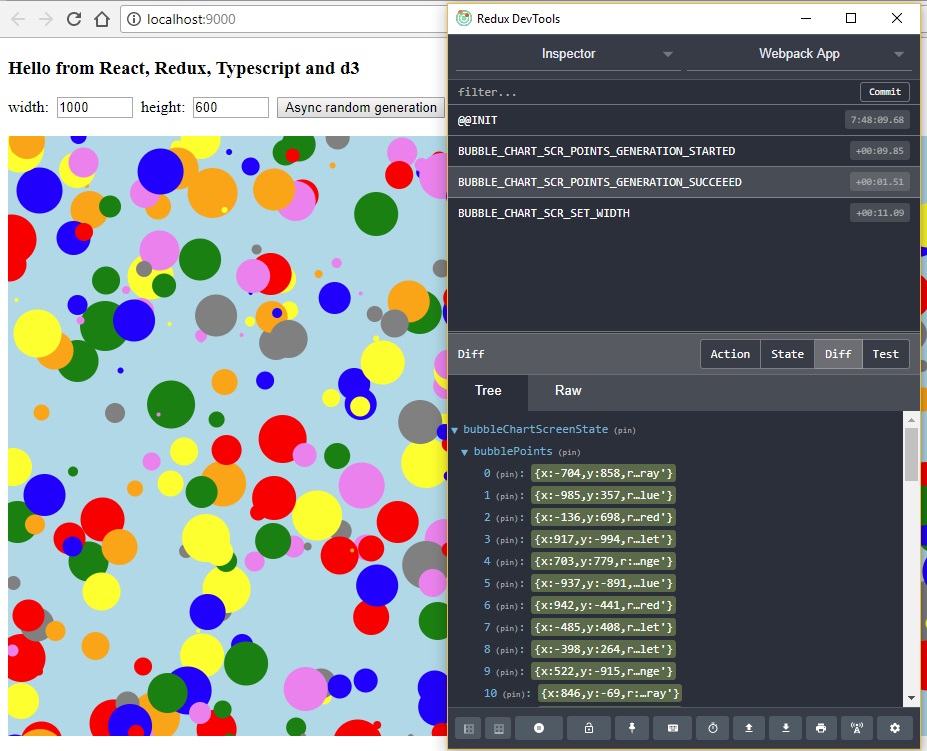 localhost:9000
Hello from React, Redux, Typescript and d3
width: 1000 height: 600 Async random generation
Redux DevTools
Inspector Webpack App
filter... Commit
@@INIT 7:48:09.68
BUBBLE_CHART_SCR_POINTS_GENERATION_STARTED +00:09.85
BUBBLE_CHART_SCR_POINTS_GENERATION_SUCCEEED +00:01.51
BUBBLE_CHART_SCR_SET_WIDTH +00:11.09
Diff Action State Diff Test
Tree Raw
bubbleChartScreenState (pin)
bubblePoints (pin)
0 (pin): {x:-704,y:858,r…ray'}
1 (pin): {x:-985,y:357,r…lue'}
2 (pin): {x:-136,y:698,r…red'}
3 (pin): {x:917,y:-994,r…let'}
4 (pin): {x:703,y:779,r:…nge'}
5 (pin): {x:-937,y:-891,…lue'}
6 (pin): {x:942,y:-441,r…red'}
7 (pin): {x:-485,y:408,r…let'}
8 (pin): {x:-398,y:264,r…let'}
9 (pin): {x:522,y:-915,r…nge'}
10 (pin): {x:846,y:-69,r…ray'}